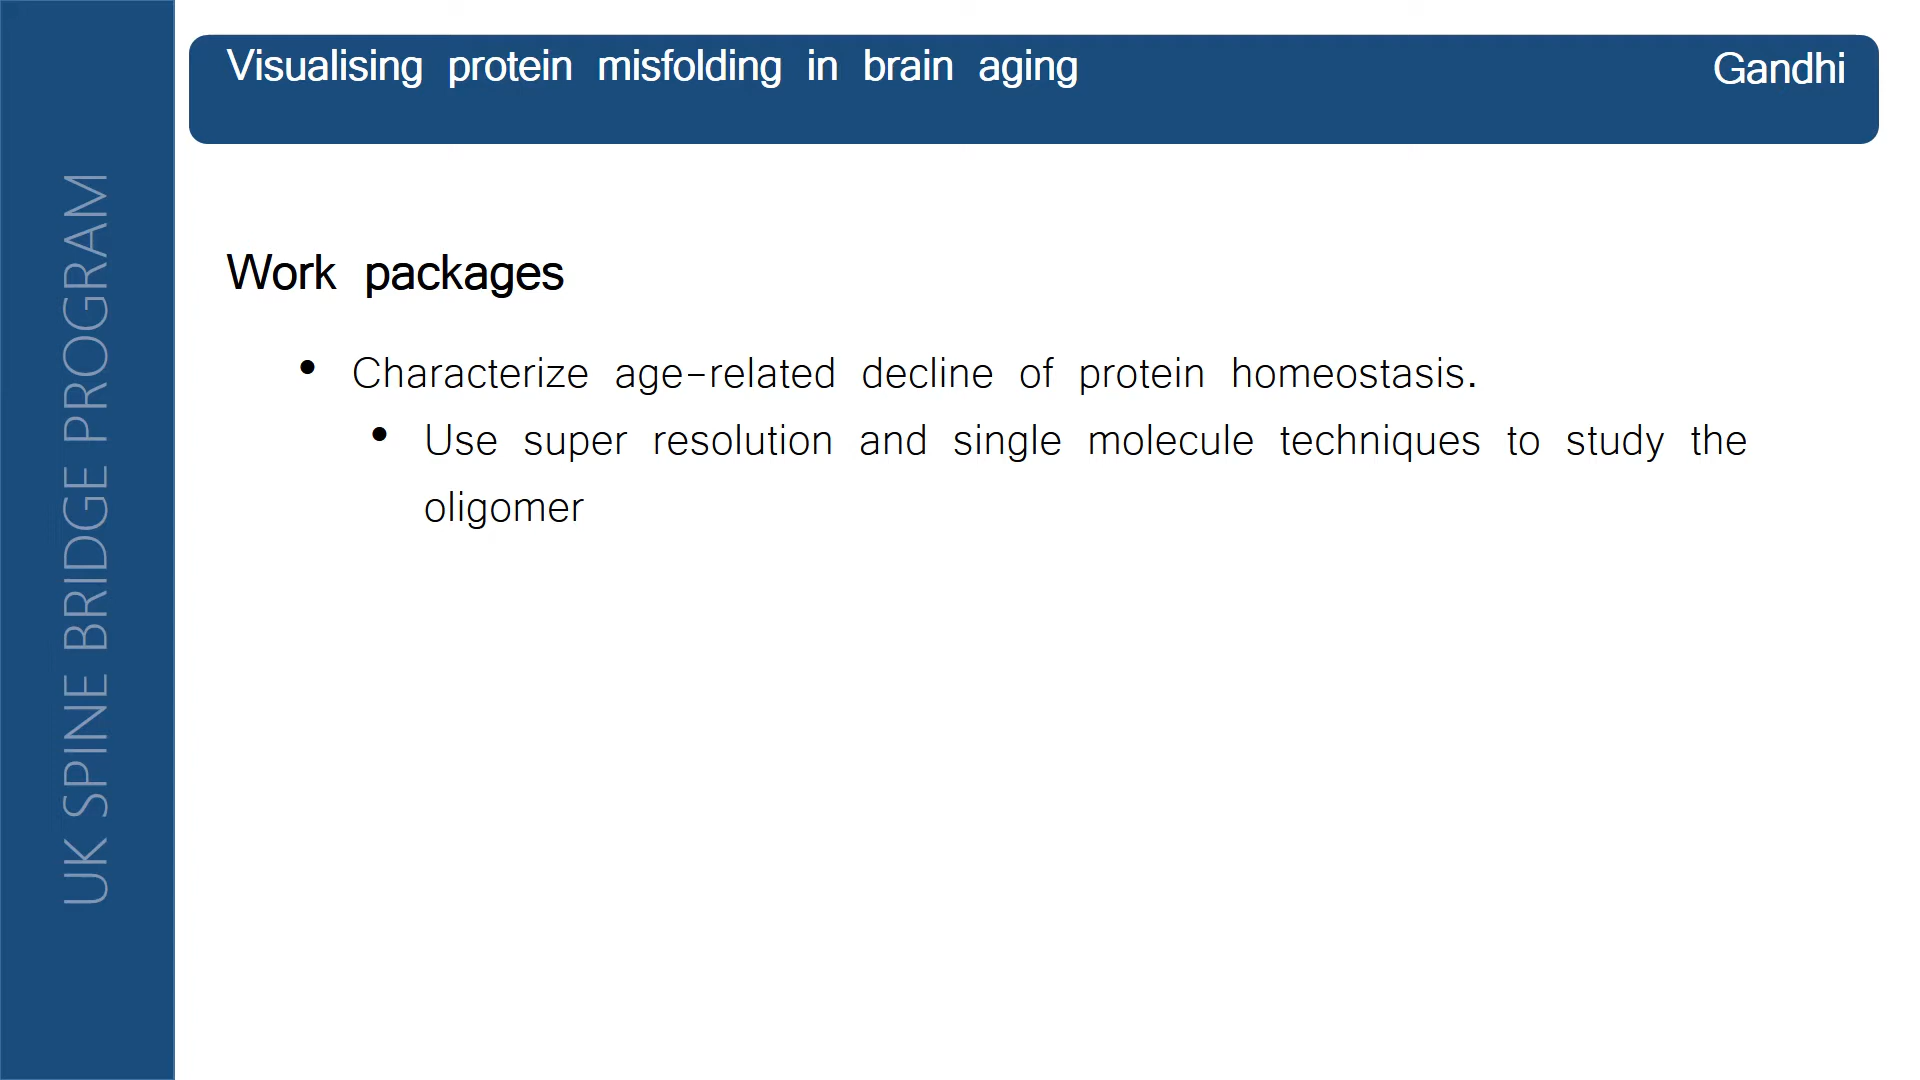 Visualising protein misfolding in brain aging
Gandhi
UK SPINE BRIDGE PROGRAM
Work packages
• Characterize age-related decline of protein homeostasis.
• Use super resolution and single molecule techniques to study the
oligomer